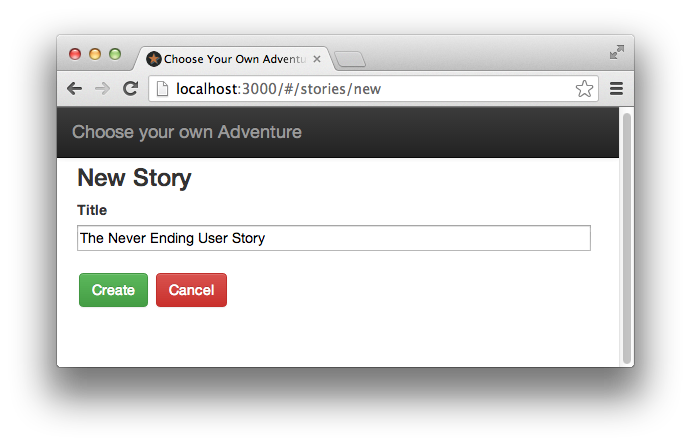 Choose Your Own Adventu
localhost:3000/#/stories/new
Choose your own Adventure
New Story
Title
The Never Ending User Story
Create Cancel